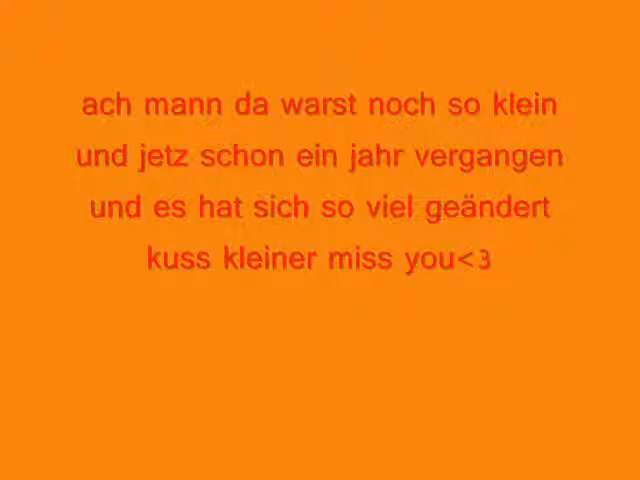 ach mann da warst noch so klein
und jetz schon ein jahr vergangen
und es hat sich so viel geändert
kuss kleiner miss you<3